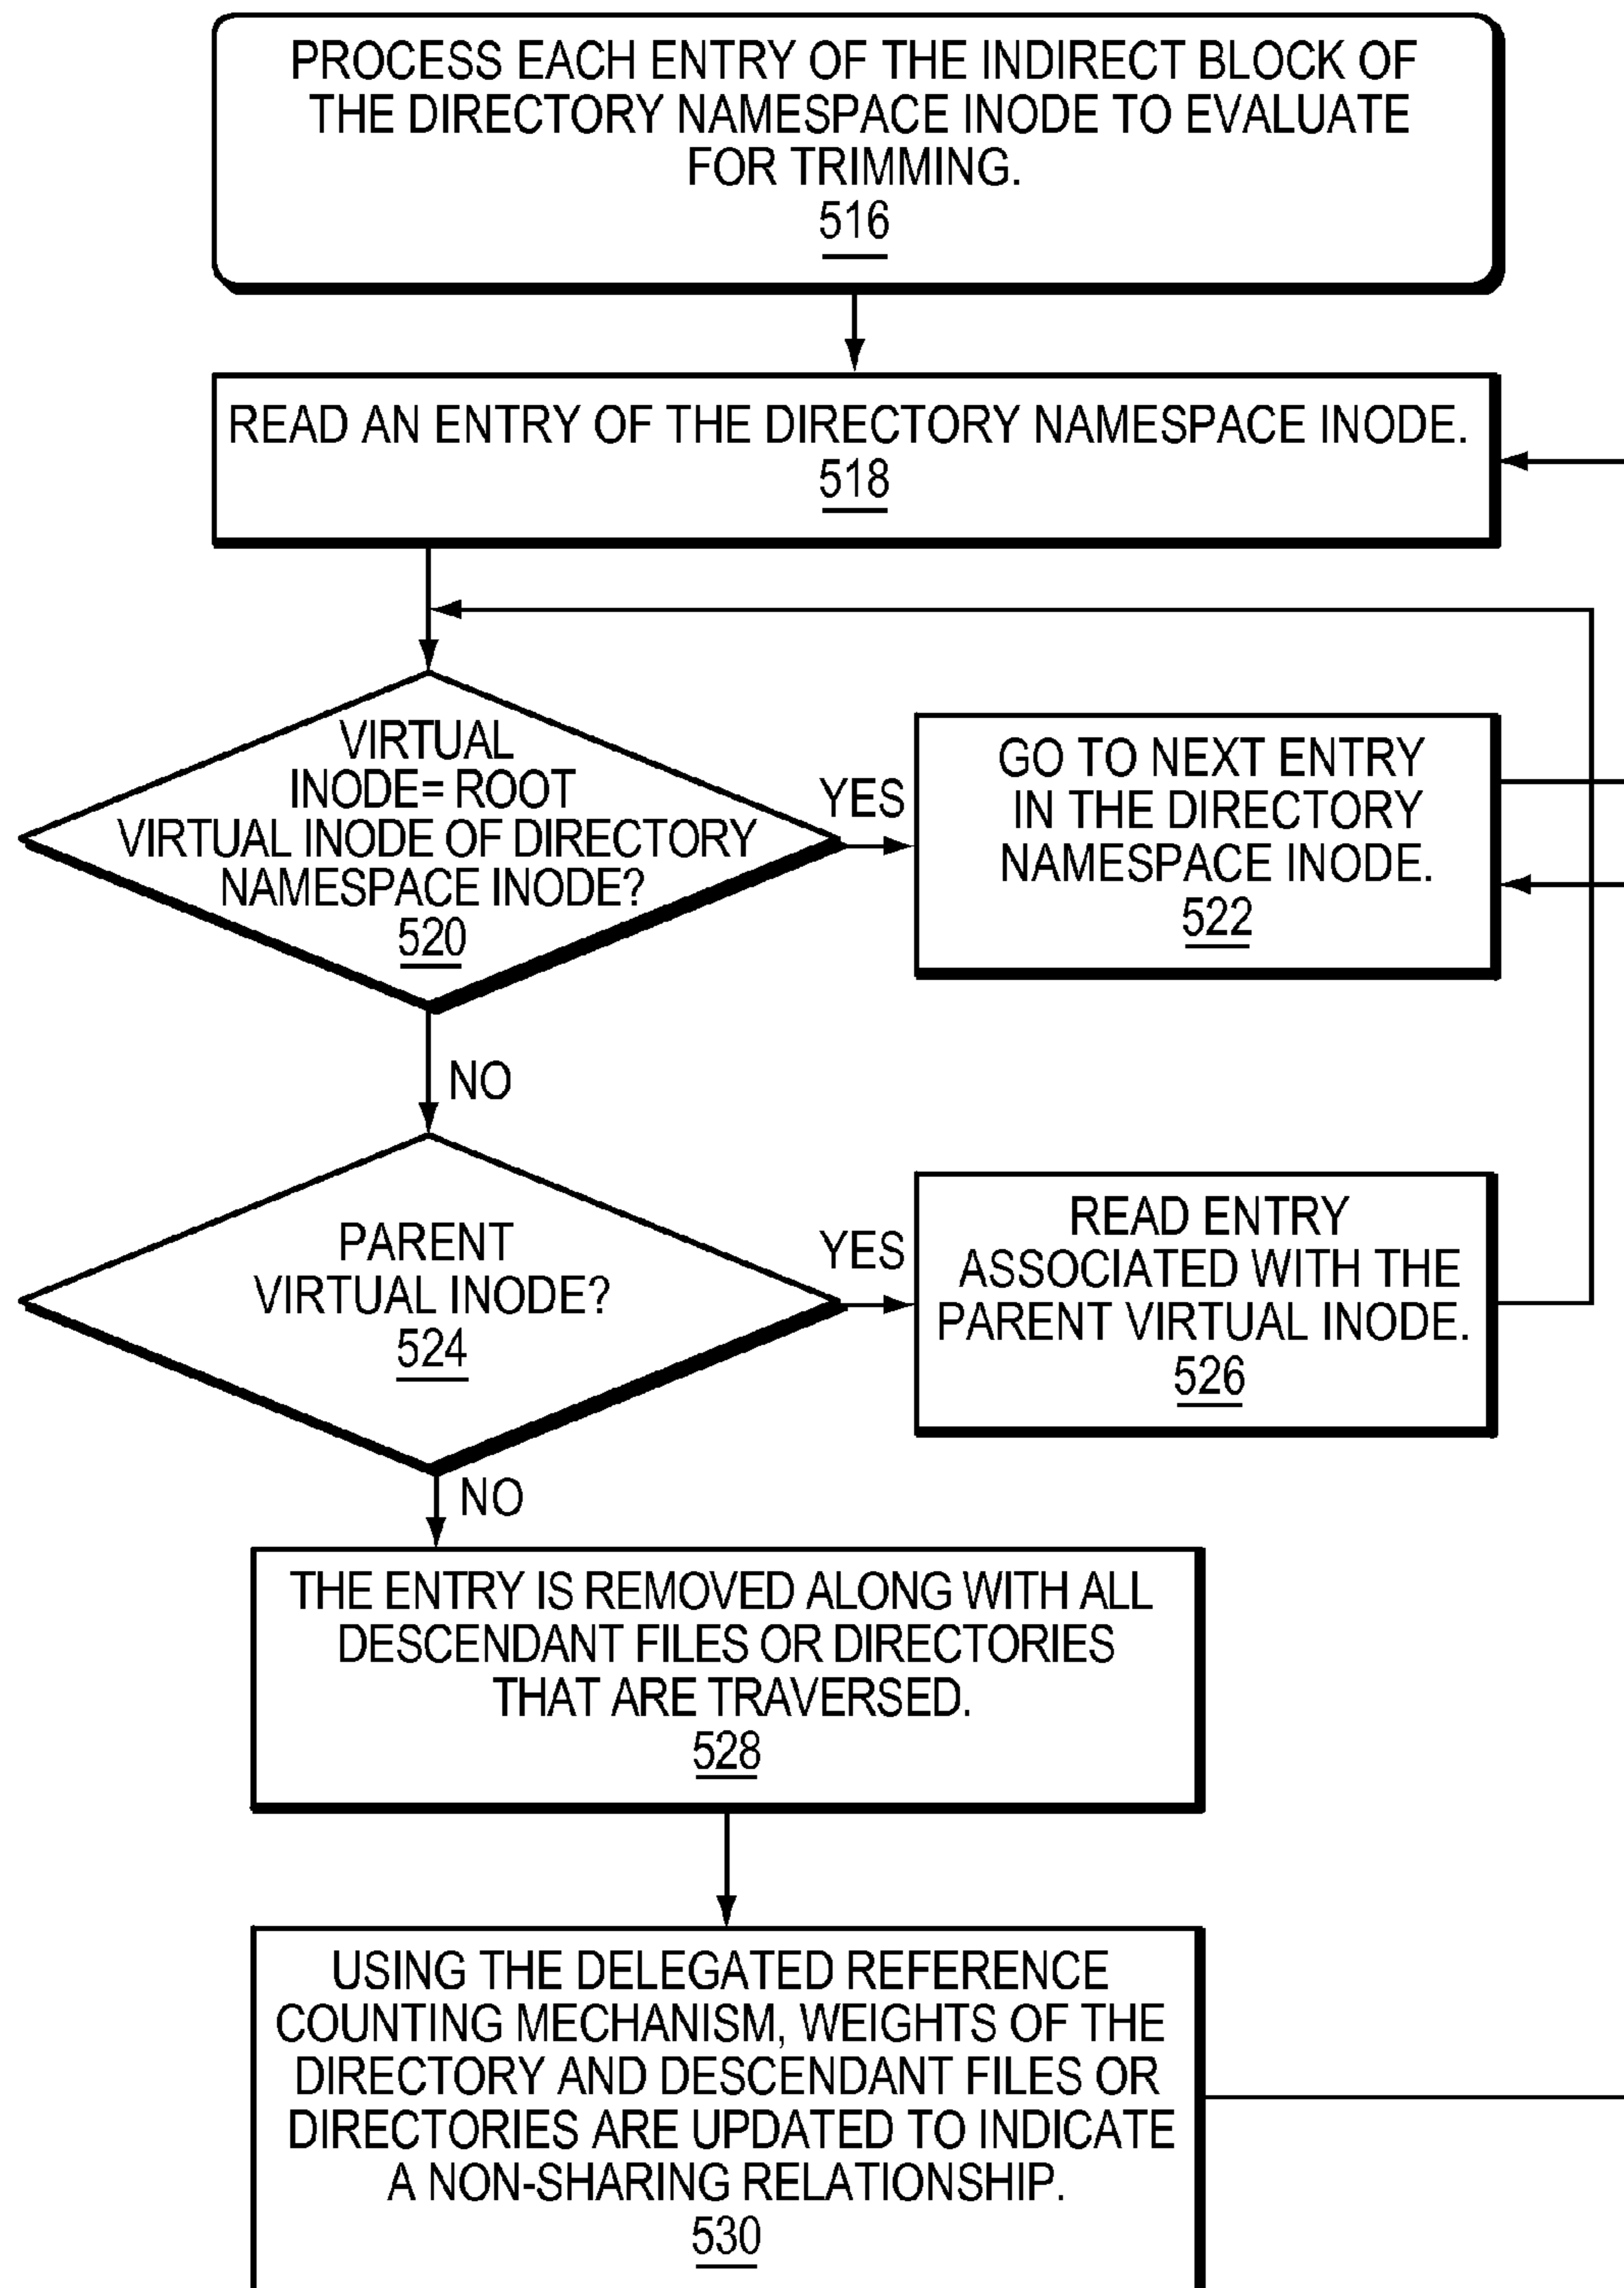 PROCESS EACH ENTRY OF THE INDIRECT BLOCK OF
THE DIRECTORY NAMESPACE INODE TO EVALUATE
FOR TRIMMING.
516
READ AN ENTRY OF THE DIRECTORY NAMESPACE INODE.
518
VIRTUAL
INODE= ROOT
VIRTUAL INODE OF DIRECTORY
NAMESPACE INODE?
520
YES
GO TO NEXT ENTRY
IN THE DIRECTORY
NAMESPACE INODE.
522
NO
PARENT
VIRTUAL INODE?
524
YES
READ ENTRY
ASSOCIATED WITH THE
PARENT VIRTUAL INODE.
526
NO
THE ENTRY IS REMOVED ALONG WITH ALL
DESCENDANT FILES OR DIRECTORIES
THAT ARE TRAVERSED.
528
USING THE DELEGATED REFERENCE
COUNTING MECHANISM, WEIGHTS OF THE
DIRECTORY AND DESCENDANT FILES OR
DIRECTORIES ARE UPDATED TO INDICATE
A NON-SHARING RELATIONSHIP.
530